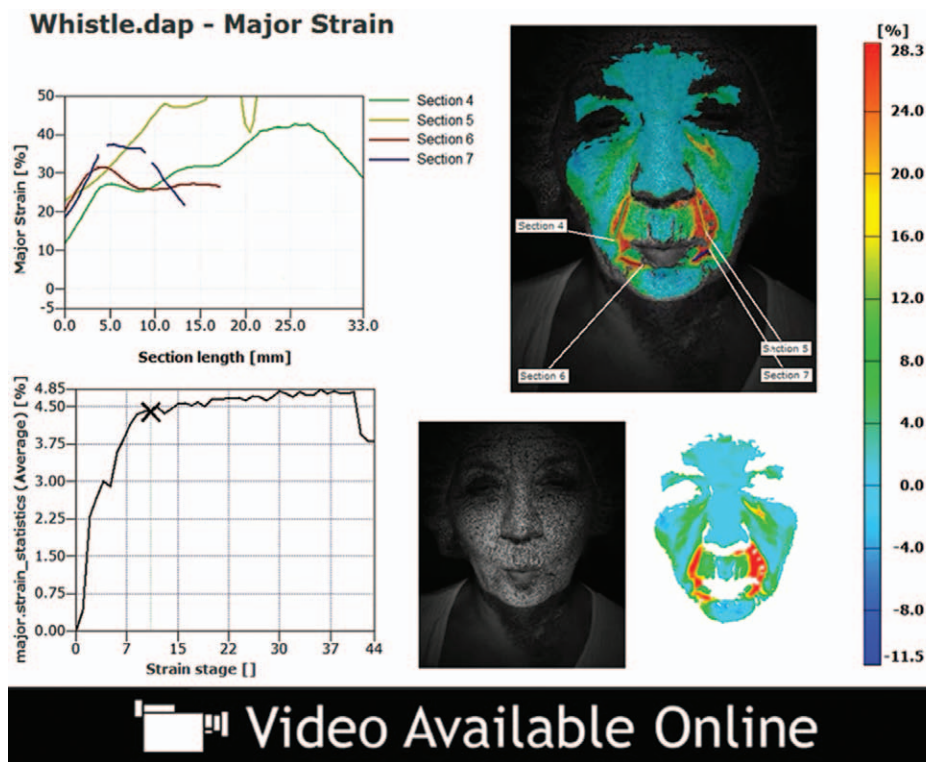 Whistle.dap - Major Strain
Major Strain [%]
50
40
30
20
10
0
-5
0.0 5.0 10.0 15.0 20.0 25.0 33.0
Section length [mm]
Section 4
Section 5
Section 6
Section 7
Section 4
Section 5
Section 6
Section 7
[%]
28.3
24.0
20.0
16.0
12.0
8.0
4.0
0.0
-4.0
-8.0
-11.5
major.strain_statistics (Average) [%]
4.85
4.50
3.75
3.00
2.25
1.50
0.75
0.00
0 7 15 22 30 37 44
Strain stage []
Video Available Online